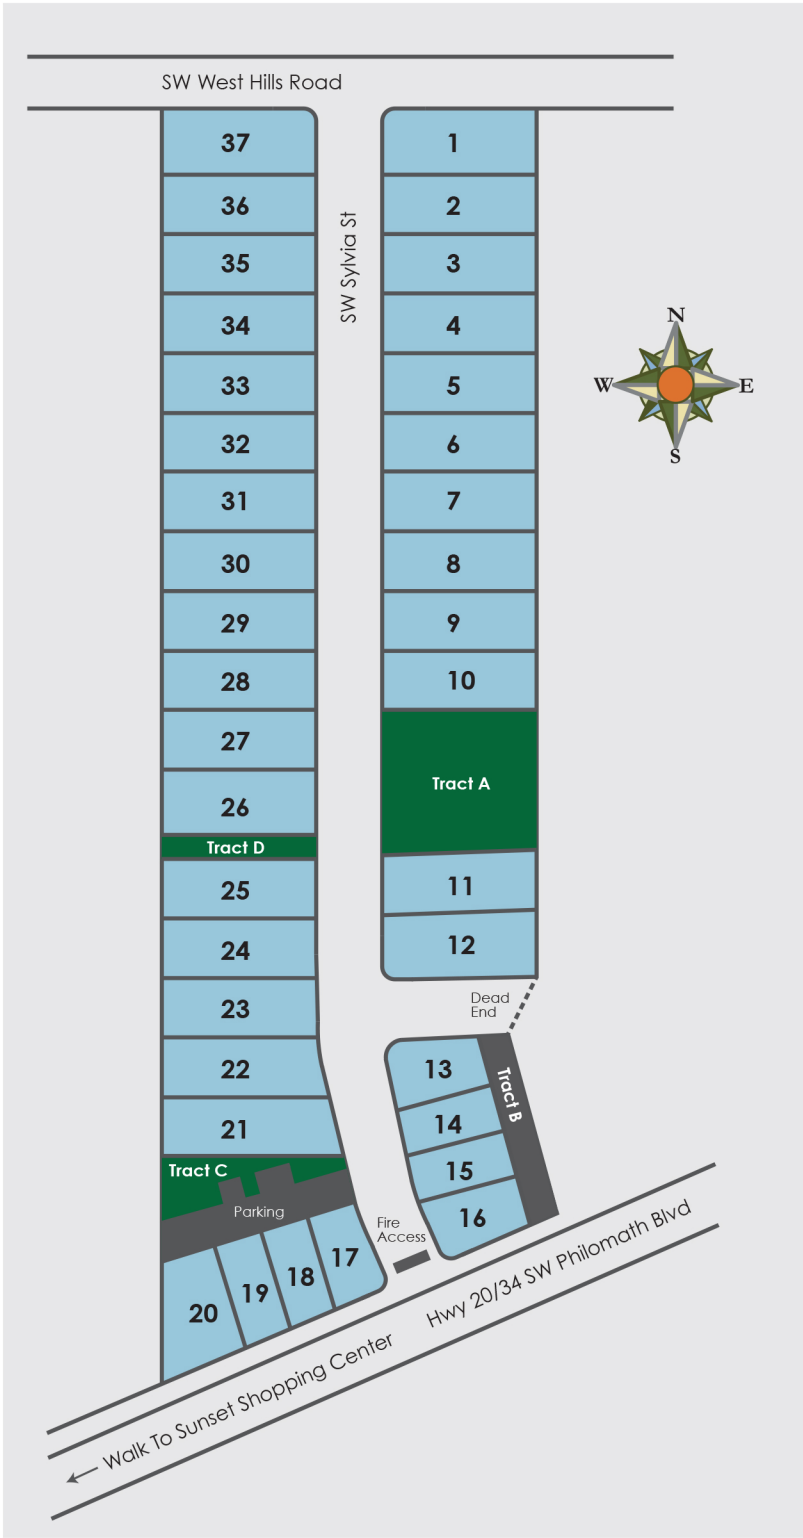 SW West Hills Road
37
1
36
2
SW Sylvia St
35
3
34
4
N
W
E
S
33
5
32
6
31
7
30
8
29
9
28
10
27
Tract A
26
Tract D
25
11
24
12
23
Dead
End
22
13
Tract B
21
14
Tract C
15
Parking
16
Fire
Access
17
18
19
20
Hwy 20/34 SW Philomath Blvd
Walk To Sunset Shopping Center